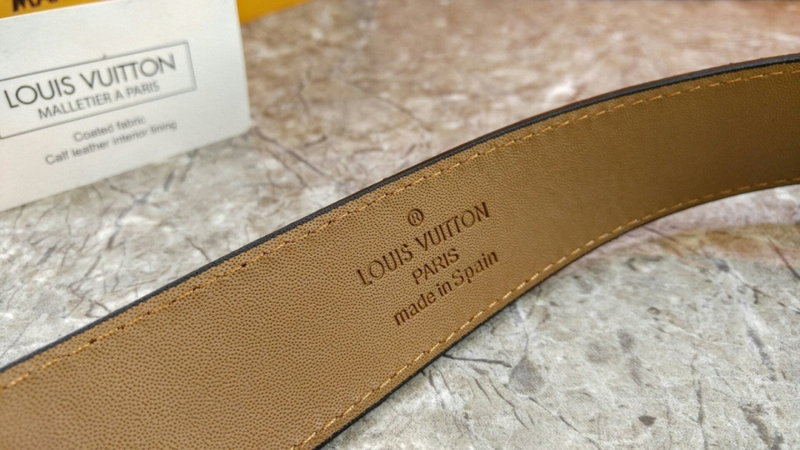 LOUIS VUITTON
MALLETIER A PARIS
Coated fabric
Calf leather interior lining
®
LOUIS VUITTON
PARIS
made in Spain